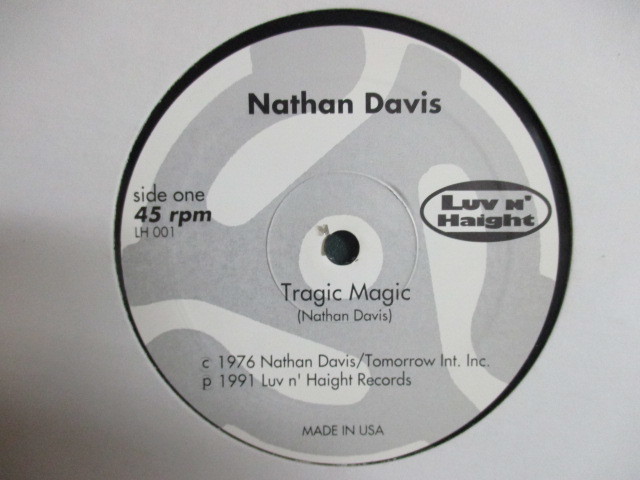 Nathan Davis
side one
45 rpm
LH 001
Luv n'
Haight
Tragic Magic
(Nathan Davis)
c 1976 Nathan Davis/Tomorrow Int. Inc.
p 1991 Luv n' Haight Records
MADE IN USA